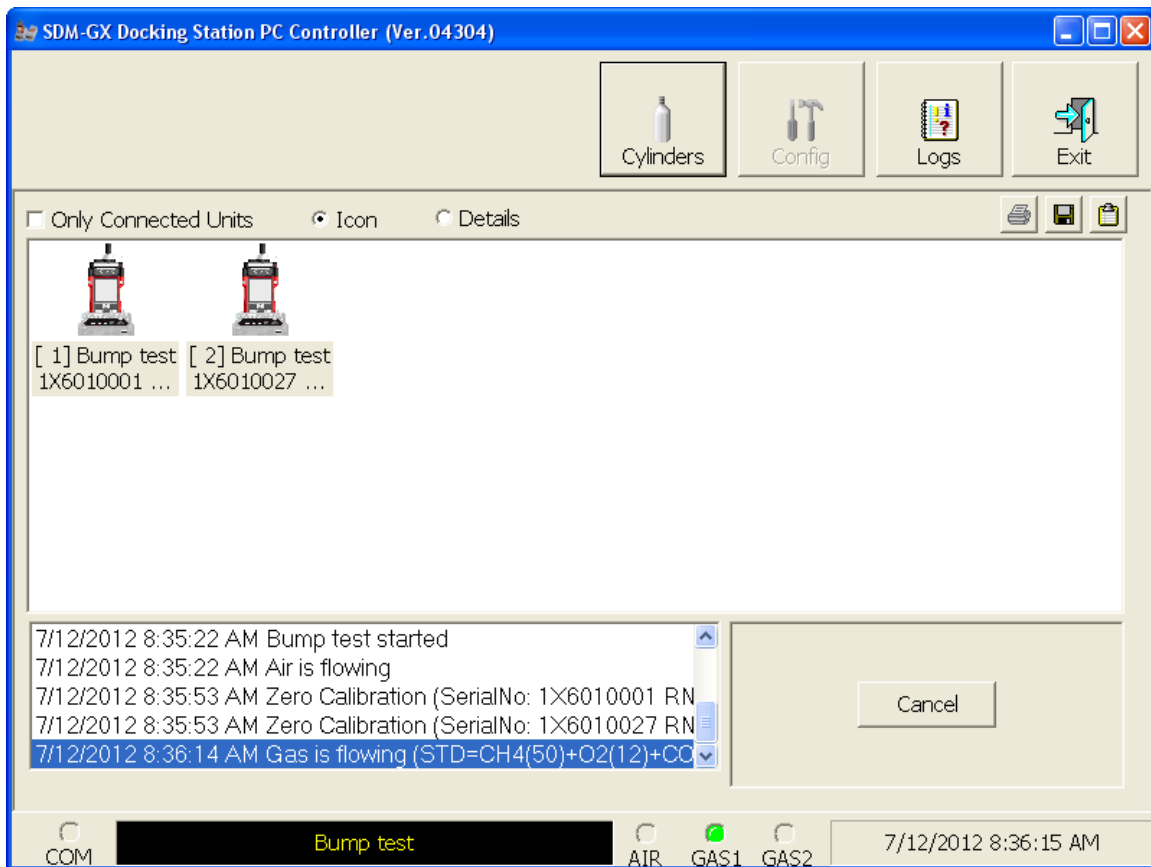 SDM-GX Docking Station PC Controller (Ver.04304)
Cylinders
Config
Logs
Exit
Only Connected Units
Icon
Details
[ 1] Bump test
1X6010001 ...
[ 2] Bump test
1X6010027 ...
7/12/2012 8:35:22 AM Bump test started
7/12/2012 8:35:22 AM Air is flowing
7/12/2012 8:35:53 AM Zero Calibration (SerialNo: 1X6010001 RN
7/12/2012 8:35:53 AM Zero Calibration (SerialNo: 1X6010027 RN
7/12/2012 8:36:14 AM Gas is flowing (STD=CH4(50)+O2(12)+CO
Cancel
COM
Bump test
AIR
GAS1
GAS2
7/12/2012 8:36:15 AM